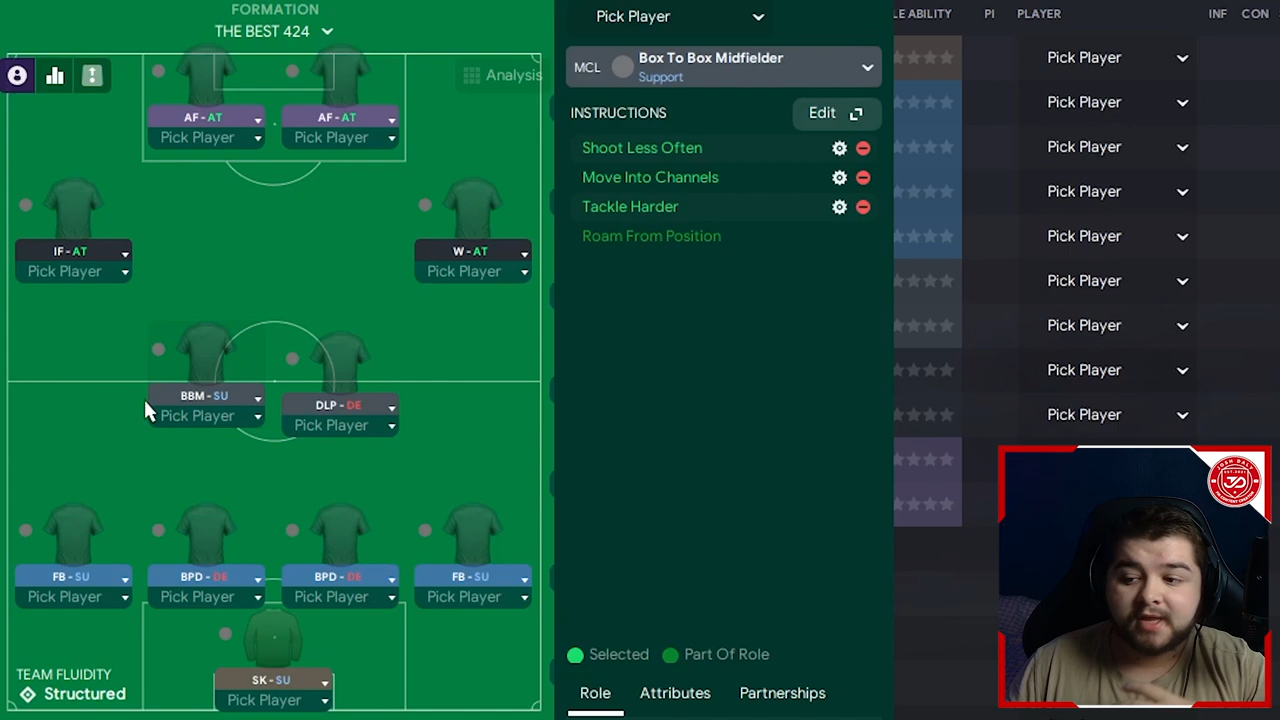 FORMATION
THE BEST 424
Analysis
AF - AT
Pick Player
AF - AT
Pick Player
IF - AT
Pick Player
W - AT
Pick Player
BBM - SU
Pick Player
DLP - DE
Pick Player
FB - SU
Pick Player
BPD - DE
Pick Player
BPD - DE
Pick Player
FB - SU
Pick Player
SK - SU
Pick Player
TEAM FLUIDITY
Structured
Pick Player
MCL
Box To Box Midfielder
Support
INSTRUCTIONS
Edit
Shoot Less Often
Move Into Channels
Tackle Harder
Roam From Position
Selected
Part Of Role
Role
Attributes
Partnerships
LE ABILITY PI PLAYER INF CON
Pick Player
Pick Player
Pick Player
Pick Player
Pick Player
Pick Player
Pick Player
Pick Player
Pick Player
JOSH DALY